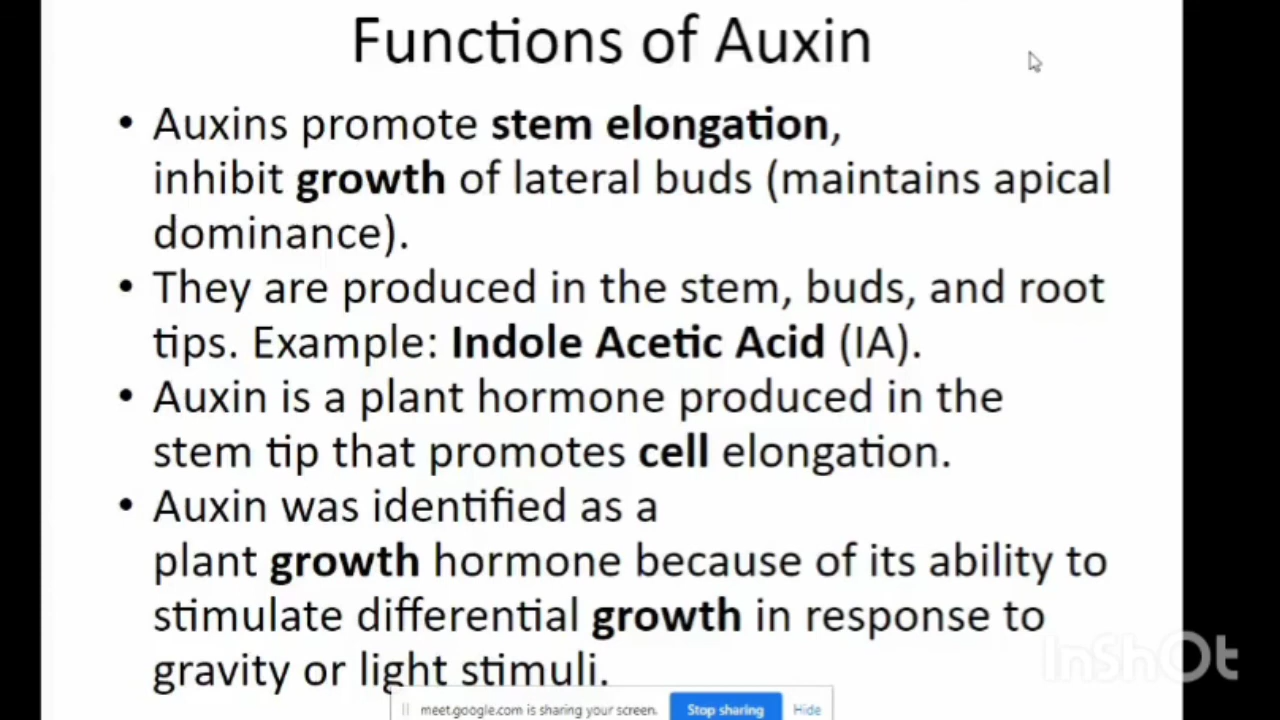 Functions of Auxin
• Auxins promote stem elongation,
inhibit growth of lateral buds (maintains apical
dominance).
• They are produced in the stem, buds, and root
tips. Example: Indole Acetic Acid (IA).
• Auxin is a plant hormone produced in the
stem tip that promotes cell elongation.
• Auxin was identified as a
plant growth hormone because of its ability to
stimulate differential growth in response to
gravity or light stimuli.
InShOt
meet.google.com is sharing your screen. Stop sharing Hide